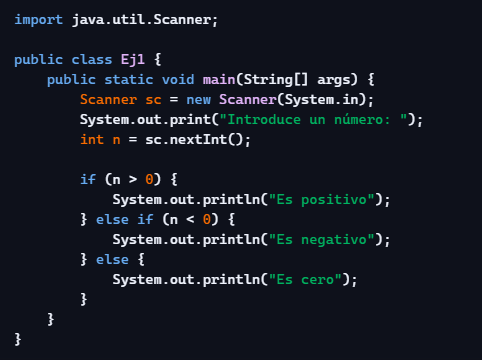 import java.util.Scanner;

public class Ej1 {
    public static void main(String[] args) {
        Scanner sc = new Scanner(System.in);
        System.out.print("Introduce un número: ");
        int n = sc.nextInt();

        if (n > 0) {
            System.out.println("Es positivo");
        } else if (n < 0) {
            System.out.println("Es negativo");
        } else {
            System.out.println("Es cero");
        }
    }
}